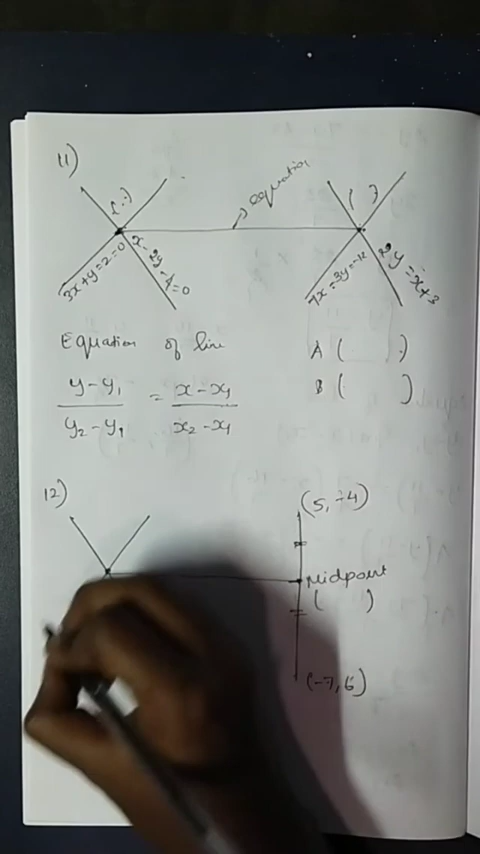 11)
equation
(..)
( )
3x+y=2=0
x-2y-4=0
7x=3y=-12
2y=x+3
Equation of line
A ( . )
B ( )
y-y₁ / y₂-y₁ = x-x₁ / x₂-x₁
12)
(5, -4)
Midpoint
( )
(-7,6)